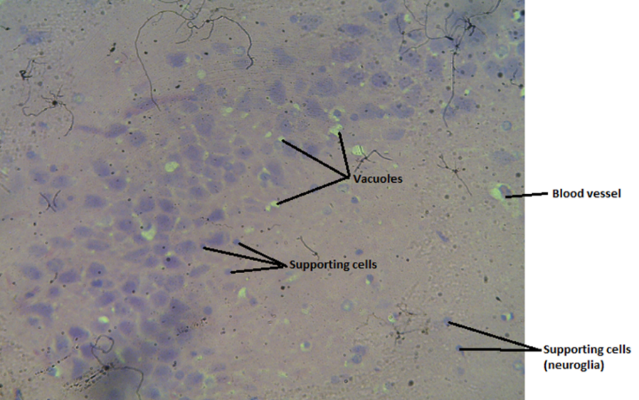 Vacuoles
Blood vessel
Supporting cells
Supporting cells
(neuroglia)